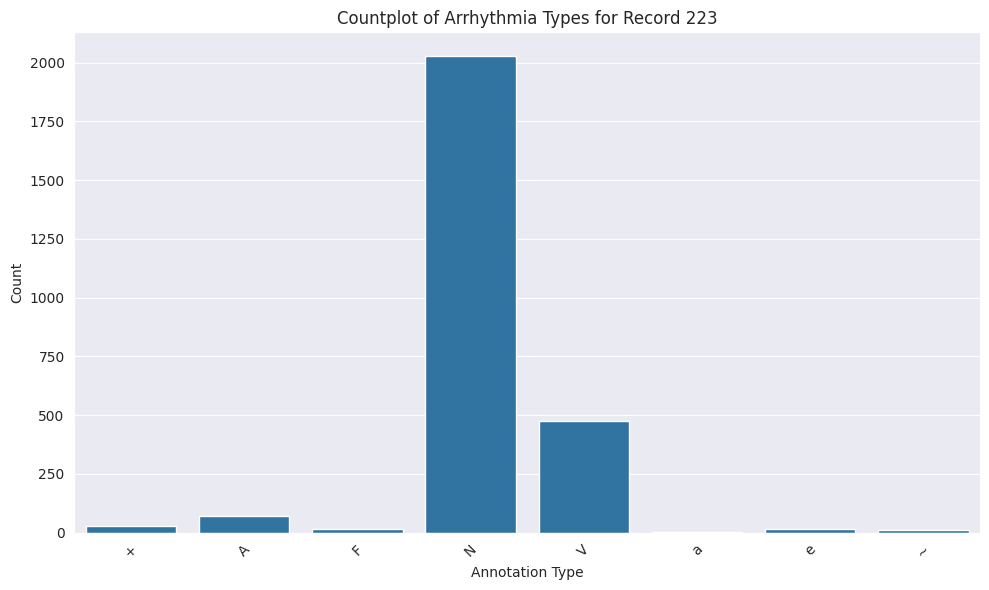 Countplot of Arrhythmia Types for Record 223
2000
1750
1500
1250
1000
750
500
250
0
Count
+
A
F
N
V
a
e
~
Annotation Type